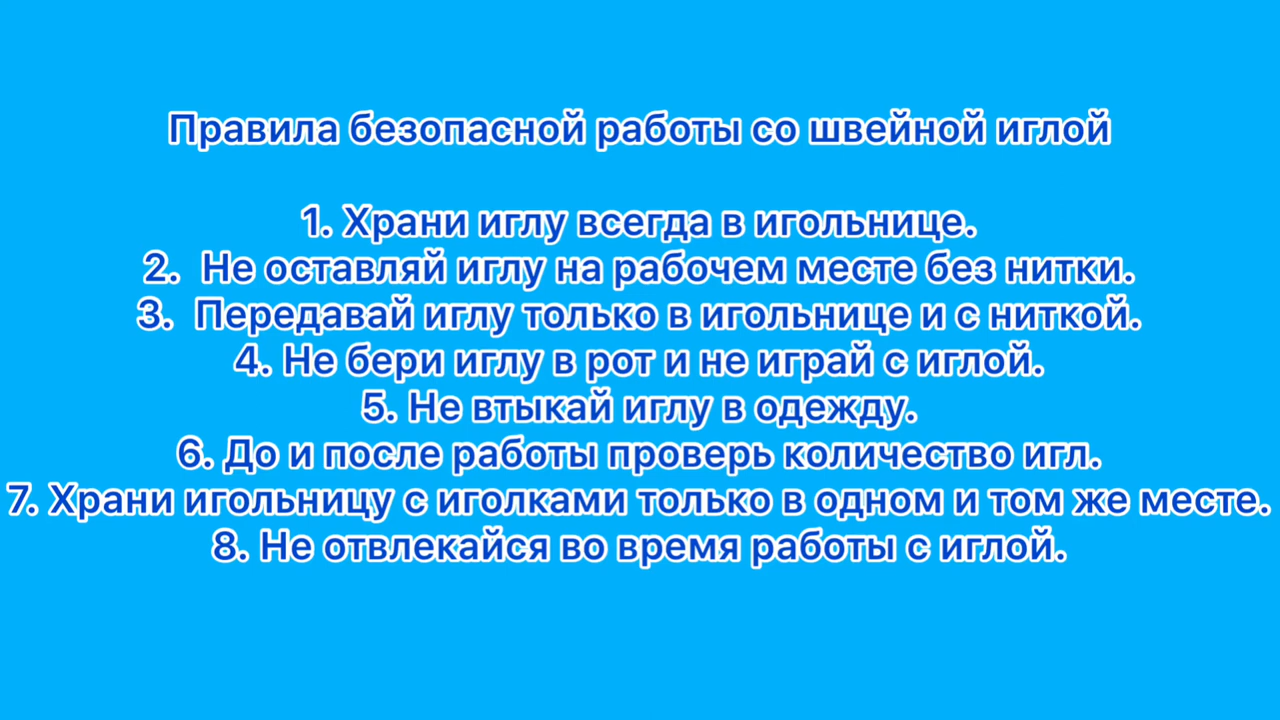 Правила безопасной работы со швейной иглой
1. Храни иглу всегда в игольнице.
2. Не оставляй иглу на рабочем месте без нитки.
3. Передавай иглу только в игольнице и с ниткой.
4. Не бери иглу в рот и не играй с иглой.
5. Не втыкай иглу в одежду.
6. До и после работы проверь количество игл.
7. Храни игольницу с иголками только в одном и том же месте.
8. Не отвлекайся во время работы с иглой.